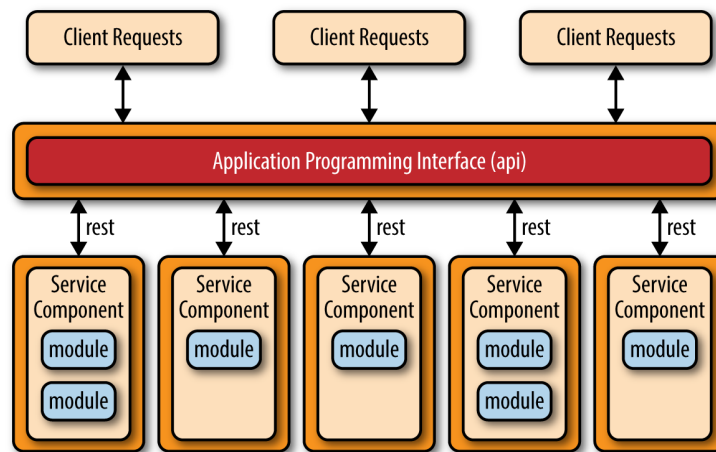 Client Requests
Client Requests
Client Requests
Application Programming Interface (api)
rest
rest
rest
rest
rest
Service
Component
module
module
Service
Component
module
Service
Component
module
Service
Component
module
module
Service
Component
module